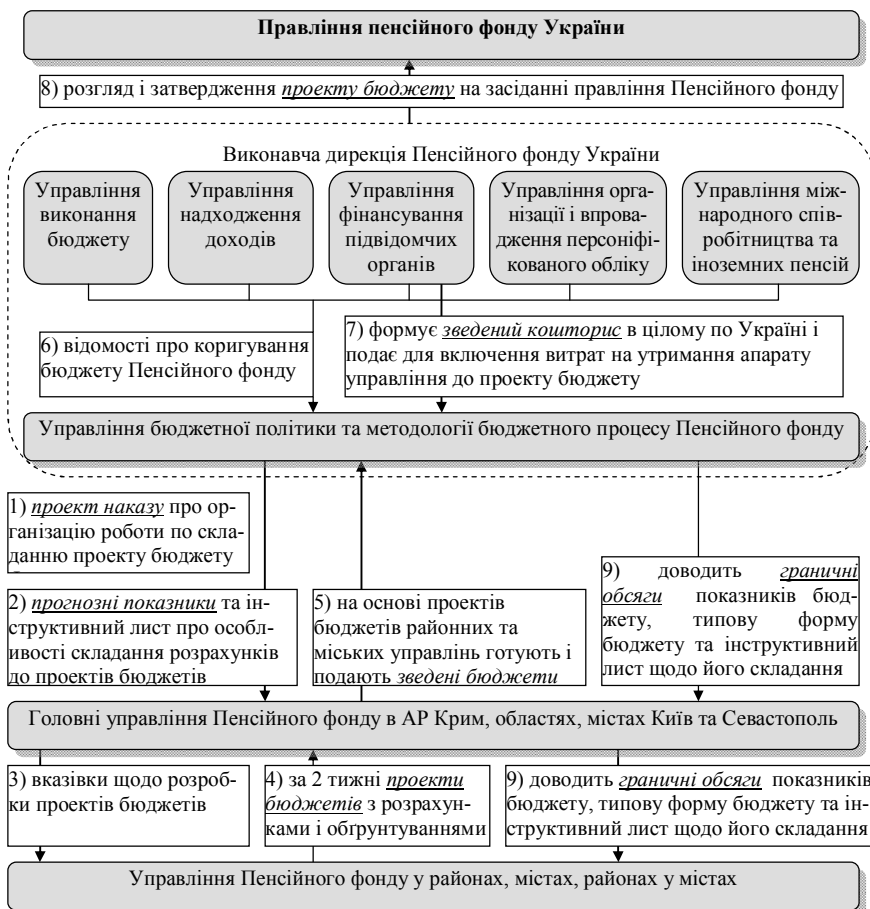 Правління пенсійного фонду України
8) розгляд і затвердження проекту бюджету на засіданні правління Пенсійного фонду
Виконавча дирекція Пенсійного фонду України
Управління
виконання
бюджету
Управління
надходження
доходів
Управління
фінансування
підвідомчих
органів
Управління орга-
нізації і впрова-
дження персоніфі-
кованого обліку
Управління між-
народного спів-
робітництва та
іноземних пенсій
6) відомості про коригування
бюджету Пенсійного фонду
7) формує зведений кошторис в цілому по Україні і
подає для включення витрат на утримання апарату
управління до проекту бюджету
Управління бюджетної політики та методології бюджетного процесу Пенсійного фонду
1) проект наказу про ор-
ганізацію роботи по скла-
данню проекту бюджету
2) прогнозні показники та ін-
структивний лист про особ-
ливості складання розрахунків
до проектів бюджетів
5) на основі проектів
бюджетів районних та
міських управлінь готують і
подають зведені бюджети
9) доводить граничні
обсяги показників бюд-
жету, типову форму
бюджету та інструктивний
лист щодо його складання
Головні управління Пенсійного фонду в АР Крим, областях, містах Київ та Севастополь
3) вказівки щодо розроб-
ки проектів бюджетів
4) за 2 тижні проекти
бюджетів з розрахун-
ками і обґрунтуваннями
9) доводить граничні обсяги показників
бюджету, типову форму бюджету та ін-
структивний лист щодо його складання
Управління Пенсійного фонду у районах, містах, районах у містах